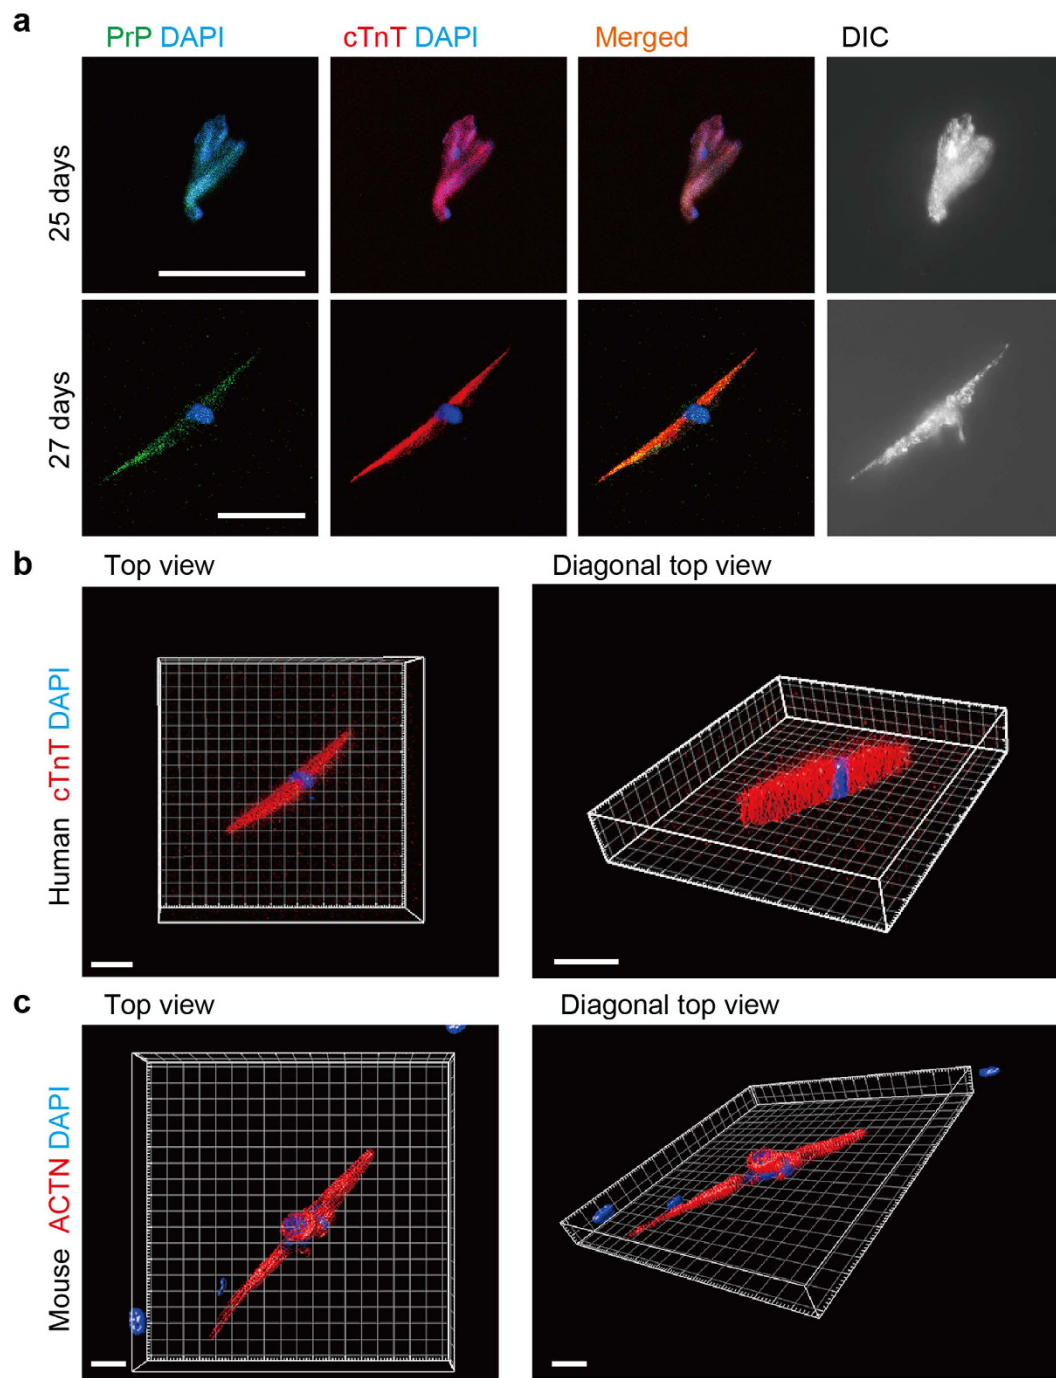 a
PrP DAPI cTnT DAPI Merged DIC
25 days
27 days
b
Top view Diagonal top view
Human cTnT DAPI
c
Top view Diagonal top view
Mouse ACTN DAPI